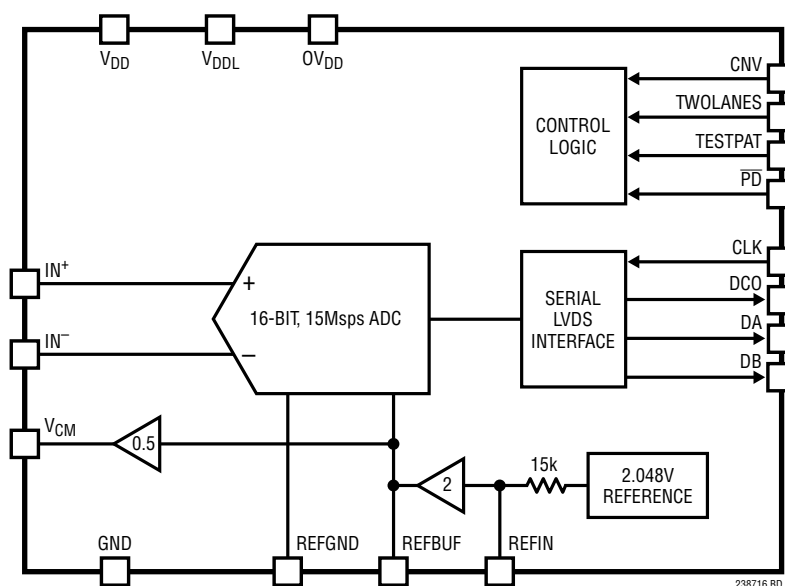 V_DD
V_DDL
OV_DD
CNV
TWOLANES
TESTPAT
P̅D̅
CONTROL
LOGIC
IN⁺
IN⁻
+
–
16-BIT, 15Msps ADC
SERIAL
LVDS
INTERFACE
CLK
DCO
DA
DB
V_CM
0.5
2
15k
2.048V
REFERENCE
GND
REFGND
REFBUF
REFIN
238716 BD